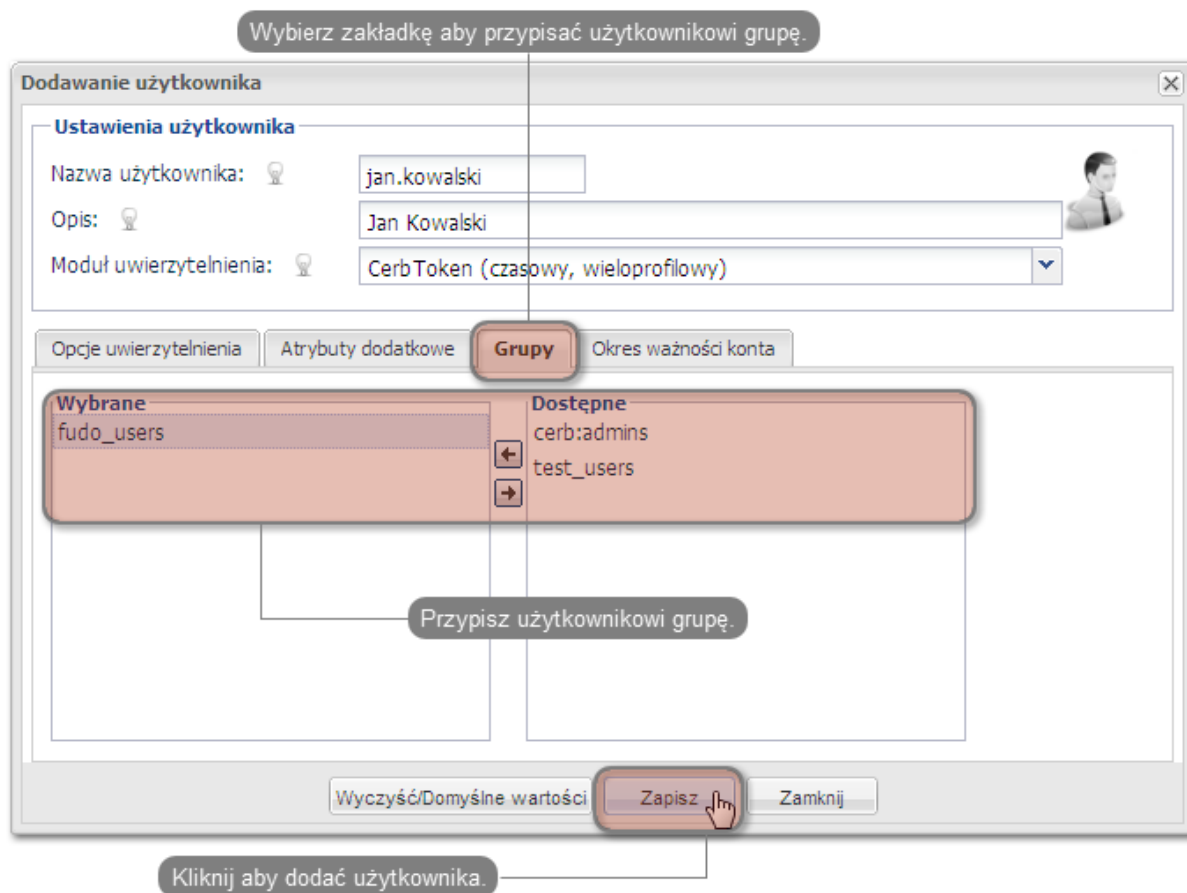 Wybierz zakładkę aby przypisać użytkownikowi grupę.
Dodawanie użytkownika
Ustawienia użytkownika
Nazwa użytkownika: jan.kowalski
Opis: Jan Kowalski
Moduł uwierzytelnienia: CerbToken (czasowy, wieloprofilowy)
Opcje uwierzytelnienia Atrybuty dodatkowe Grupy Okres ważności konta
Wybrane Dostępne
fudo_users cerb:admins
test_users
Przypisz użytkownikowi grupę.
Wyczyść/Domyślne wartości Zapisz Zamknij
Kliknij aby dodać użytkownika.